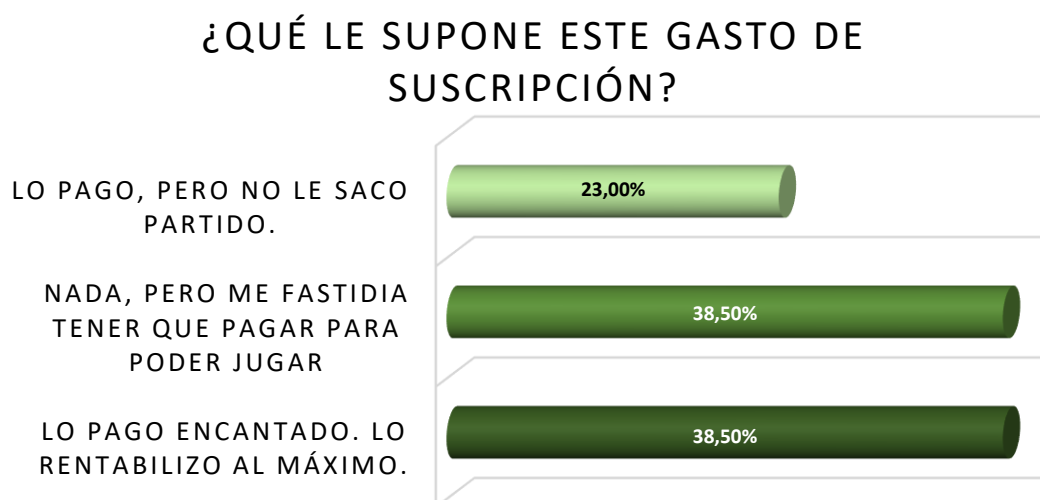 ¿QUÉ LE SUPONE ESTE GASTO DE
SUSCRIPCIÓN?
LO PAGO, PERO NO LE SACO
PARTIDO.
23,00%
NADA, PERO ME FASTIDIA
TENER QUE PAGAR PARA
PODER JUGAR
38,50%
LO PAGO ENCANTADO. LO
RENTABILIZO AL MÁXIMO.
38,50%